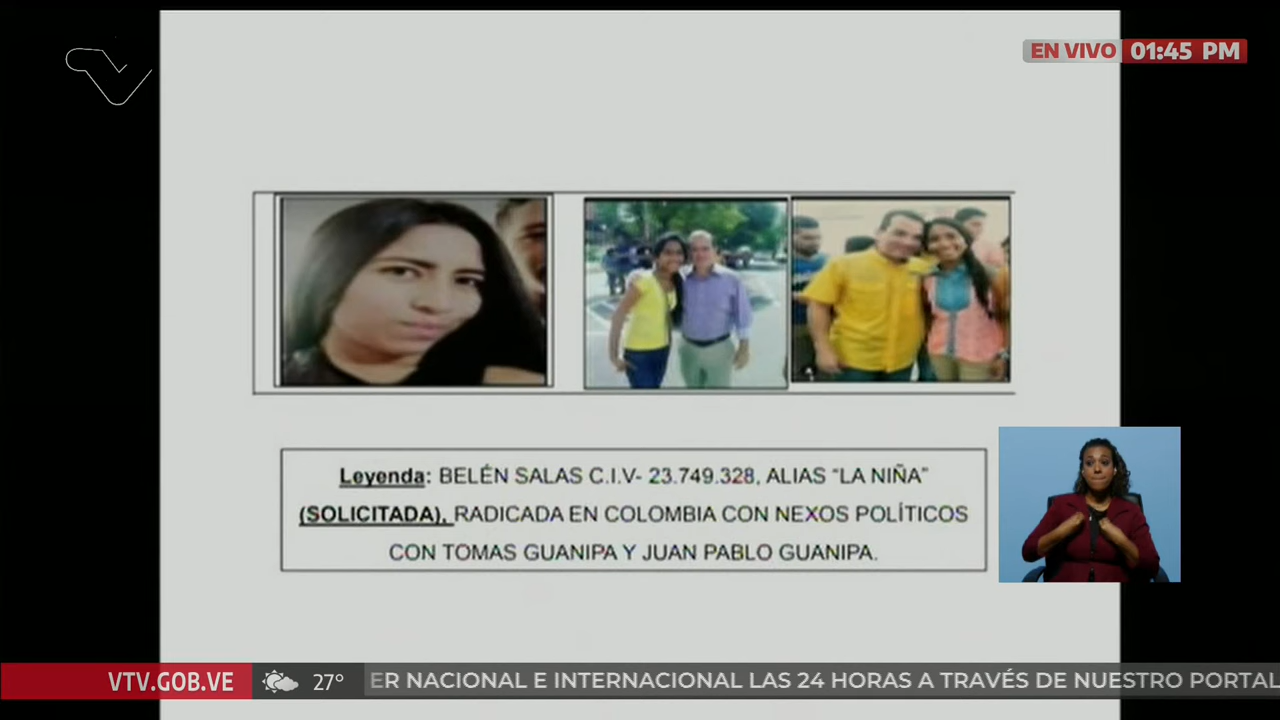 EN VIVO 01:45 PM
Leyenda: BELÉN SALAS C.I.V- 23.749.328, ALIAS “LA NIÑA”
(SOLICITADA), RADICADA EN COLOMBIA CON NEXOS POLÍTICOS
CON TOMAS GUANIPA Y JUAN PABLO GUANIPA.
VTV.GOB.VE 27° ER NACIONAL E INTERNACIONAL LAS 24 HORAS A TRAVÉS DE NUESTRO PORTAL